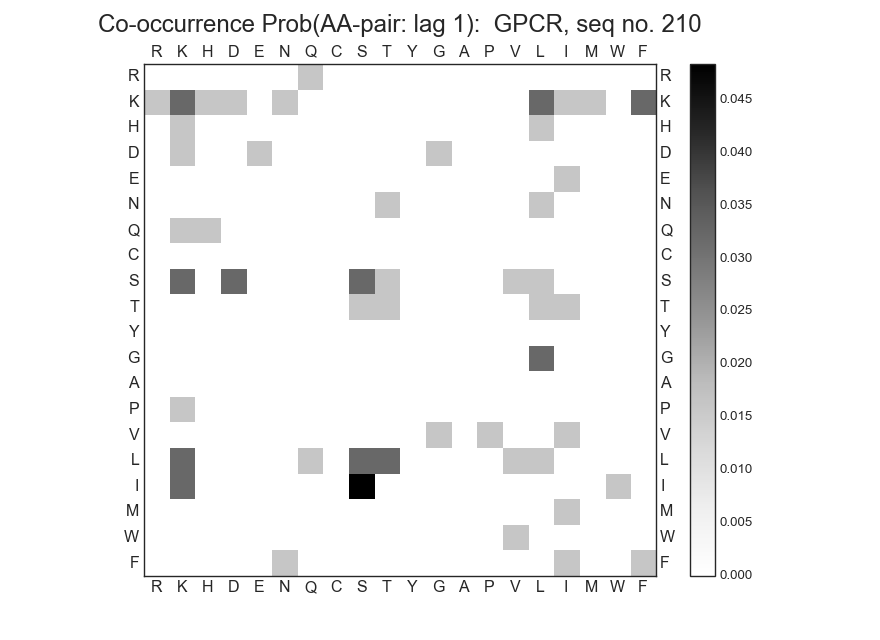 Co-occurrence Prob(AA-pair: lag 1):  GPCR, seq no. 210
R K H D E N Q C S T Y G A P V L I M W F
R R
K K 0.045
H H
D D 0.040
E E
N N 0.035
Q Q
C C 0.030
S S
T T 0.025
Y Y
G G 0.020
A A
P P 0.015
V V
L L 0.010
I I
M M 0.005
W W
F F 0.000
R K H D E N Q C S T Y G A P V L I M W F